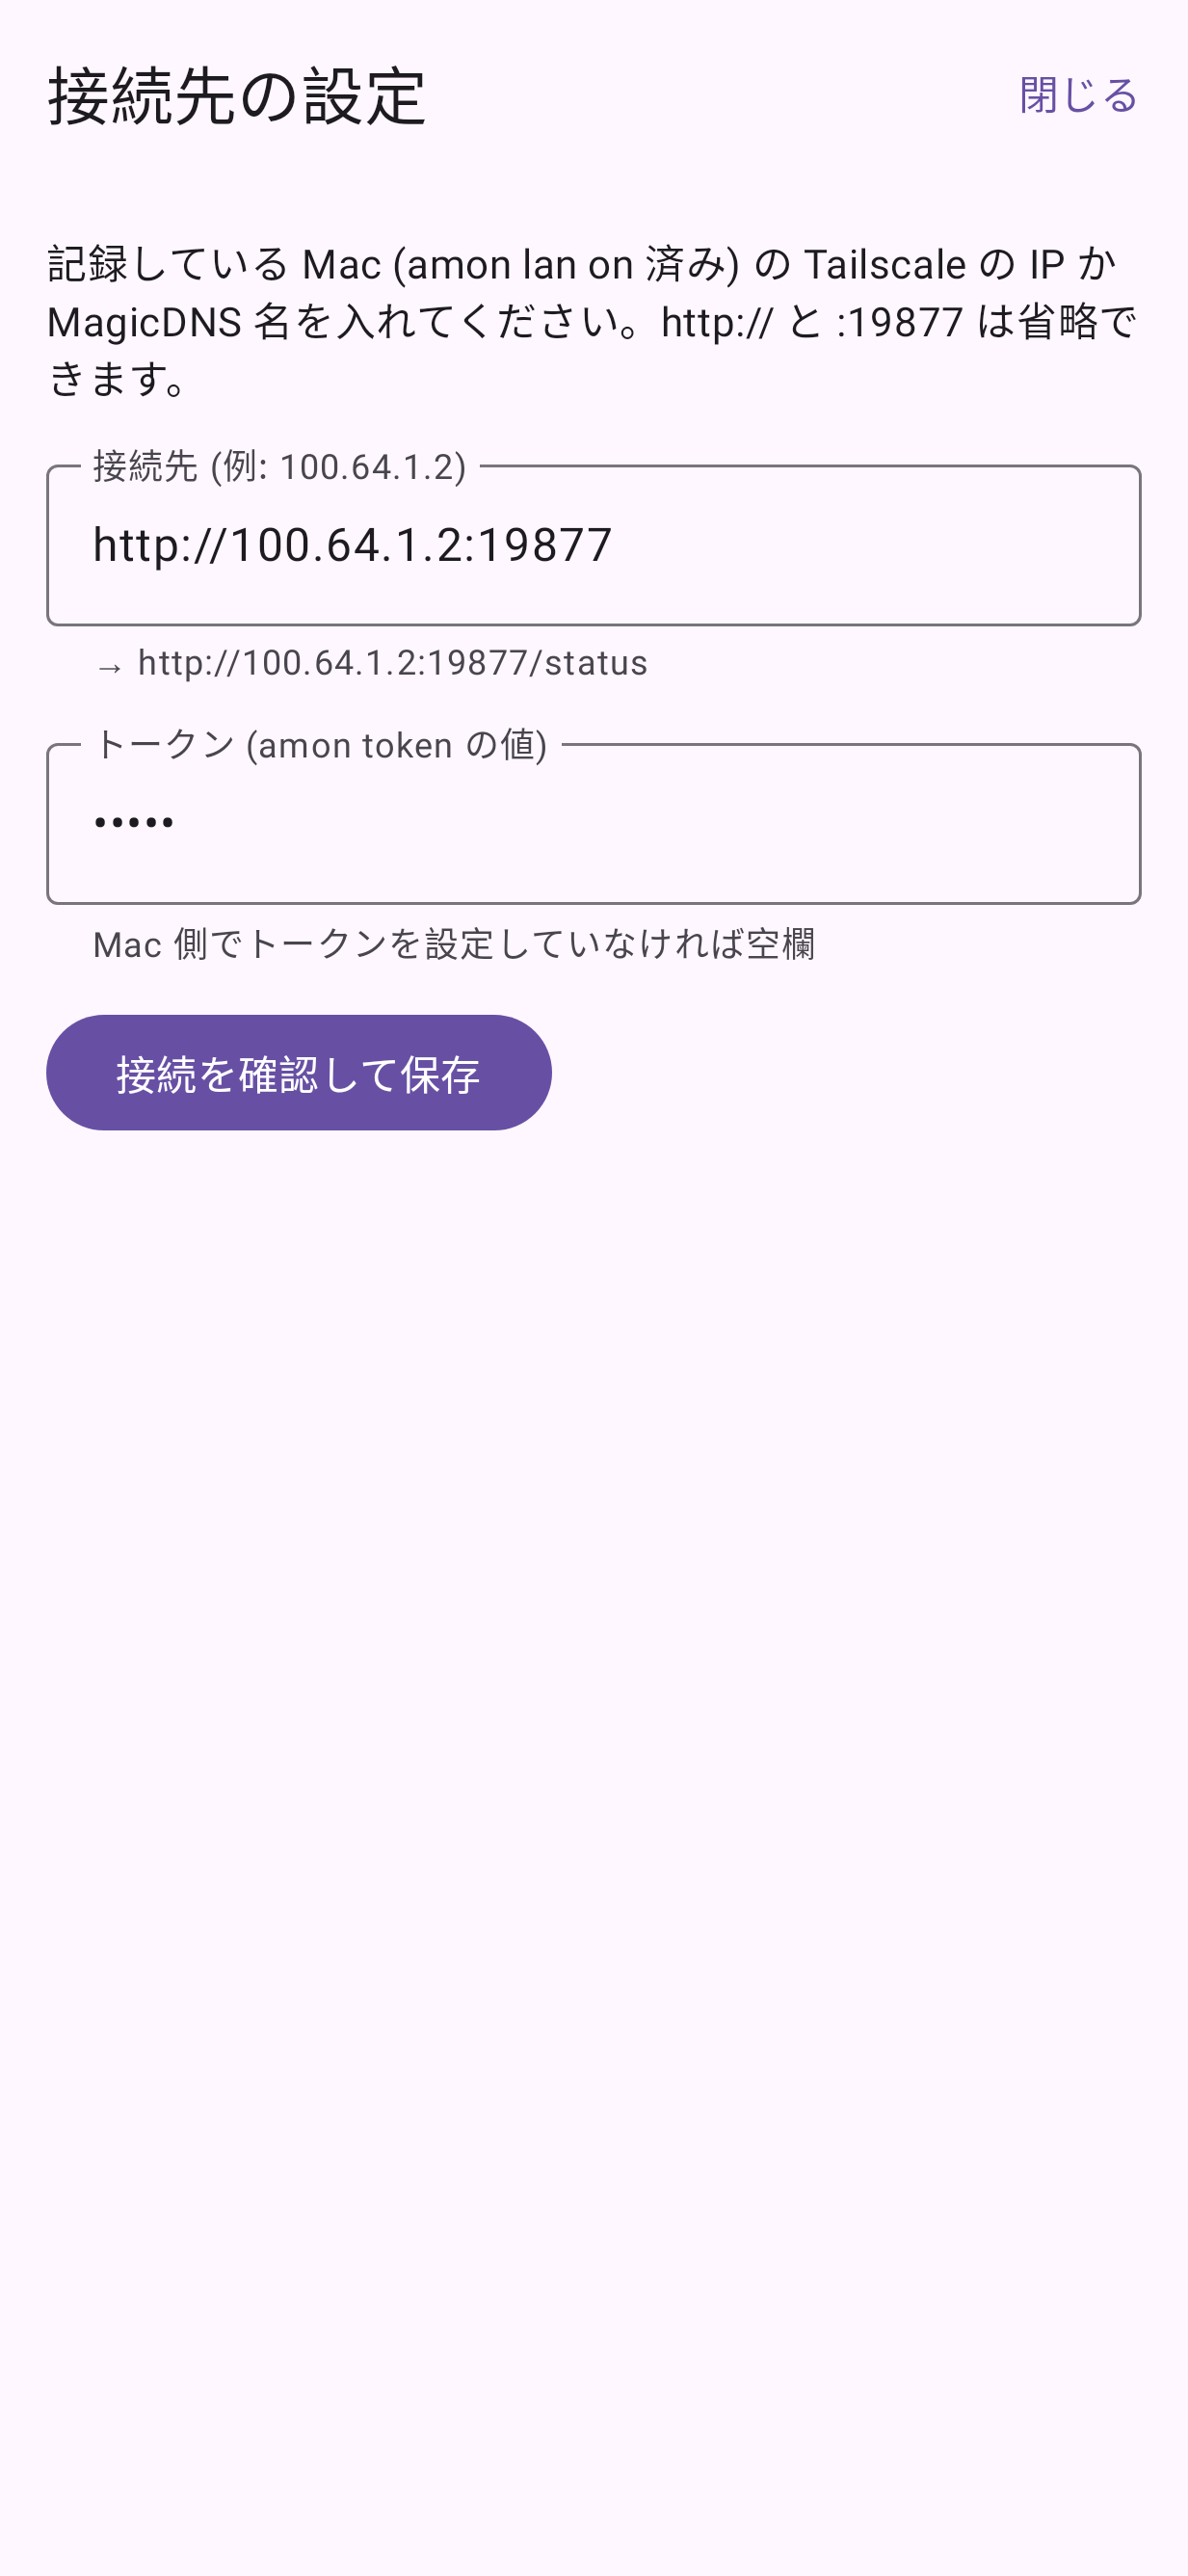 接続先の設定
閉じる
記録している Mac (amon lan on 済み) の Tailscale の IP か
MagicDNS 名を入れてください。http:// と :19877 は省略で
きます。
接続先 (例: 100.64.1.2)
http://100.64.1.2:19877
→ http://100.64.1.2:19877/status
トークン (amon token の値)
•••••
Mac 側でトークンを設定していなければ空欄
接続を確認して保存